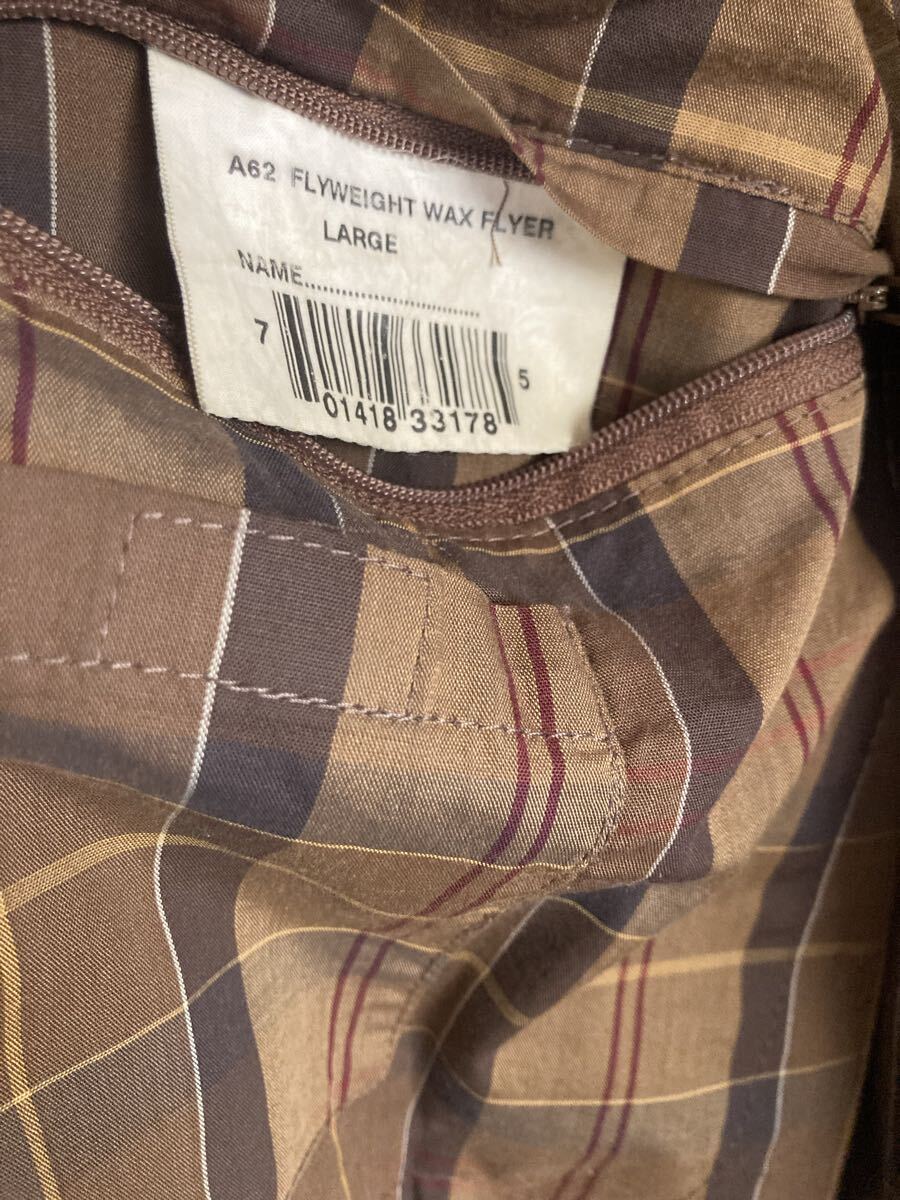 A62 FLYWEIGHT WAX FLYER
LARGE
NAME..............................
7 01418 33178 5